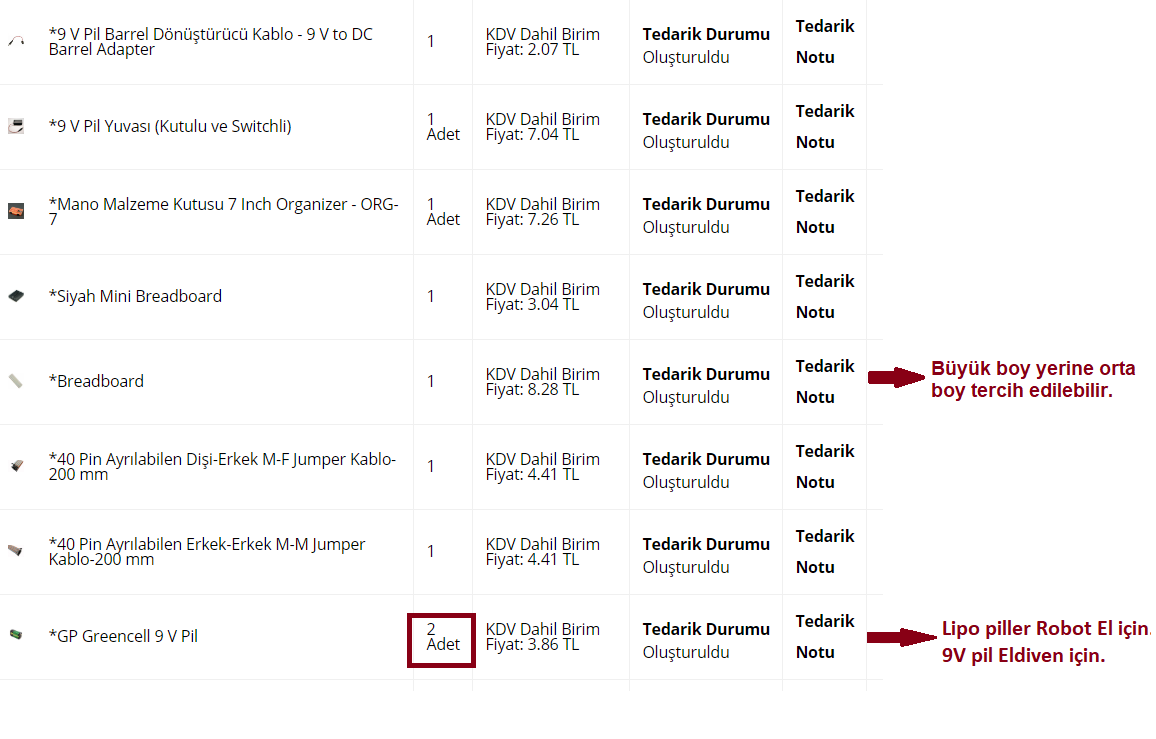 *9 V Pil Barrel Dönüştürücü Kablo - 9 V to DC
Barrel Adapter
1
KDV Dahil Birim
Fiyat: 2.07 TL
Tedarik Durumu
Oluşturuldu
Tedarik
Notu
*9 V Pil Yuvası (Kutulu ve Switchli)
1
Adet
KDV Dahil Birim
Fiyat: 7.04 TL
Tedarik Durumu
Oluşturuldu
Tedarik
Notu
*Mano Malzeme Kutusu 7 Inch Organizer - ORG-
7
1
Adet
KDV Dahil Birim
Fiyat: 7.26 TL
Tedarik Durumu
Oluşturuldu
Tedarik
Notu
*Siyah Mini Breadboard
1
KDV Dahil Birim
Fiyat: 3.04 TL
Tedarik Durumu
Oluşturuldu
Tedarik
Notu
*Breadboard
1
KDV Dahil Birim
Fiyat: 8.28 TL
Tedarik Durumu
Oluşturuldu
Tedarik
Notu
Büyük boy yerine orta
boy tercih edilebilir.
*40 Pin Ayrılabilen Dişi-Erkek M-F Jumper Kablo-
200 mm
1
KDV Dahil Birim
Fiyat: 4.41 TL
Tedarik Durumu
Oluşturuldu
Tedarik
Notu
*40 Pin Ayrılabilen Erkek-Erkek M-M Jumper
Kablo-200 mm
1
KDV Dahil Birim
Fiyat: 4.41 TL
Tedarik Durumu
Oluşturuldu
Tedarik
Notu
*GP Greencell 9 V Pil
2
Adet
KDV Dahil Birim
Fiyat: 3.86 TL
Tedarik Durumu
Oluşturuldu
Tedarik
Notu
Lipo piller Robot El için.
9V pil Eldiven için.